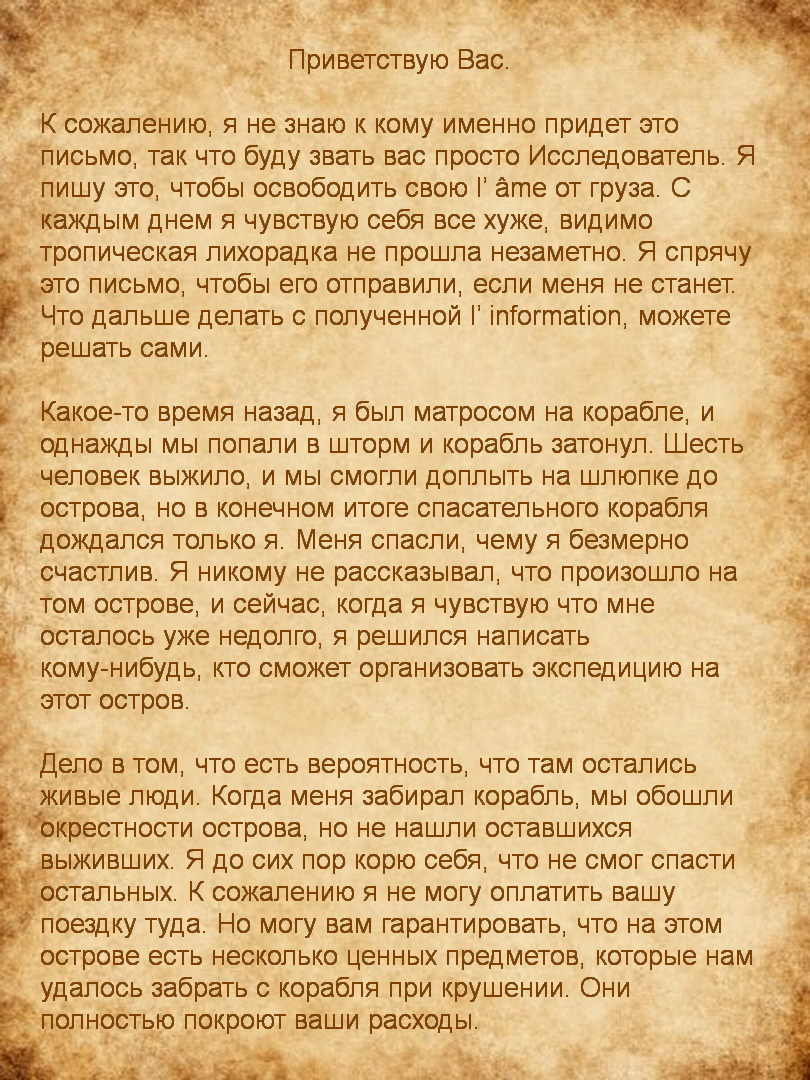 Приветствую Вас.
К сожалению, я не знаю к кому именно придет это
письмо, так что буду звать вас просто Исследователь. Я
пишу это, чтобы освободить свою l’ âme от груза. С
каждым днем я чувствую себя все хуже, видимо
тропическая лихорадка не прошла незаметно. Я спрячу
это письмо, чтобы его отправили, если меня не станет.
Что дальше делать с полученной l’ information, можете
решать сами.
Какое-то время назад, я был матросом на корабле, и
однажды мы попали в шторм и корабль затонул. Шесть
человек выжило, и мы смогли доплыть на шлюпке до
острова, но в конечном итоге спасательного корабля
дождался только я. Меня спасли, чему я безмерно
счастлив. Я никому не рассказывал, что произошло на
том острове, и сейчас, когда я чувствую что мне
осталось уже недолго, я решился написать
кому-нибудь, кто сможет организовать экспедицию на
этот остров.
Дело в том, что есть вероятность, что там остались
живые люди. Когда меня забирал корабль, мы обошли
окрестности острова, но не нашли оставшихся
выживших. Я до сих пор корю себя, что не смог спасти
остальных. К сожалению я не могу оплатить вашу
поездку туда. Но могу вам гарантировать, что на этом
острове есть несколько ценных предметов, которые нам
удалось забрать с корабля при крушении. Они
полностью покроют ваши расходы.